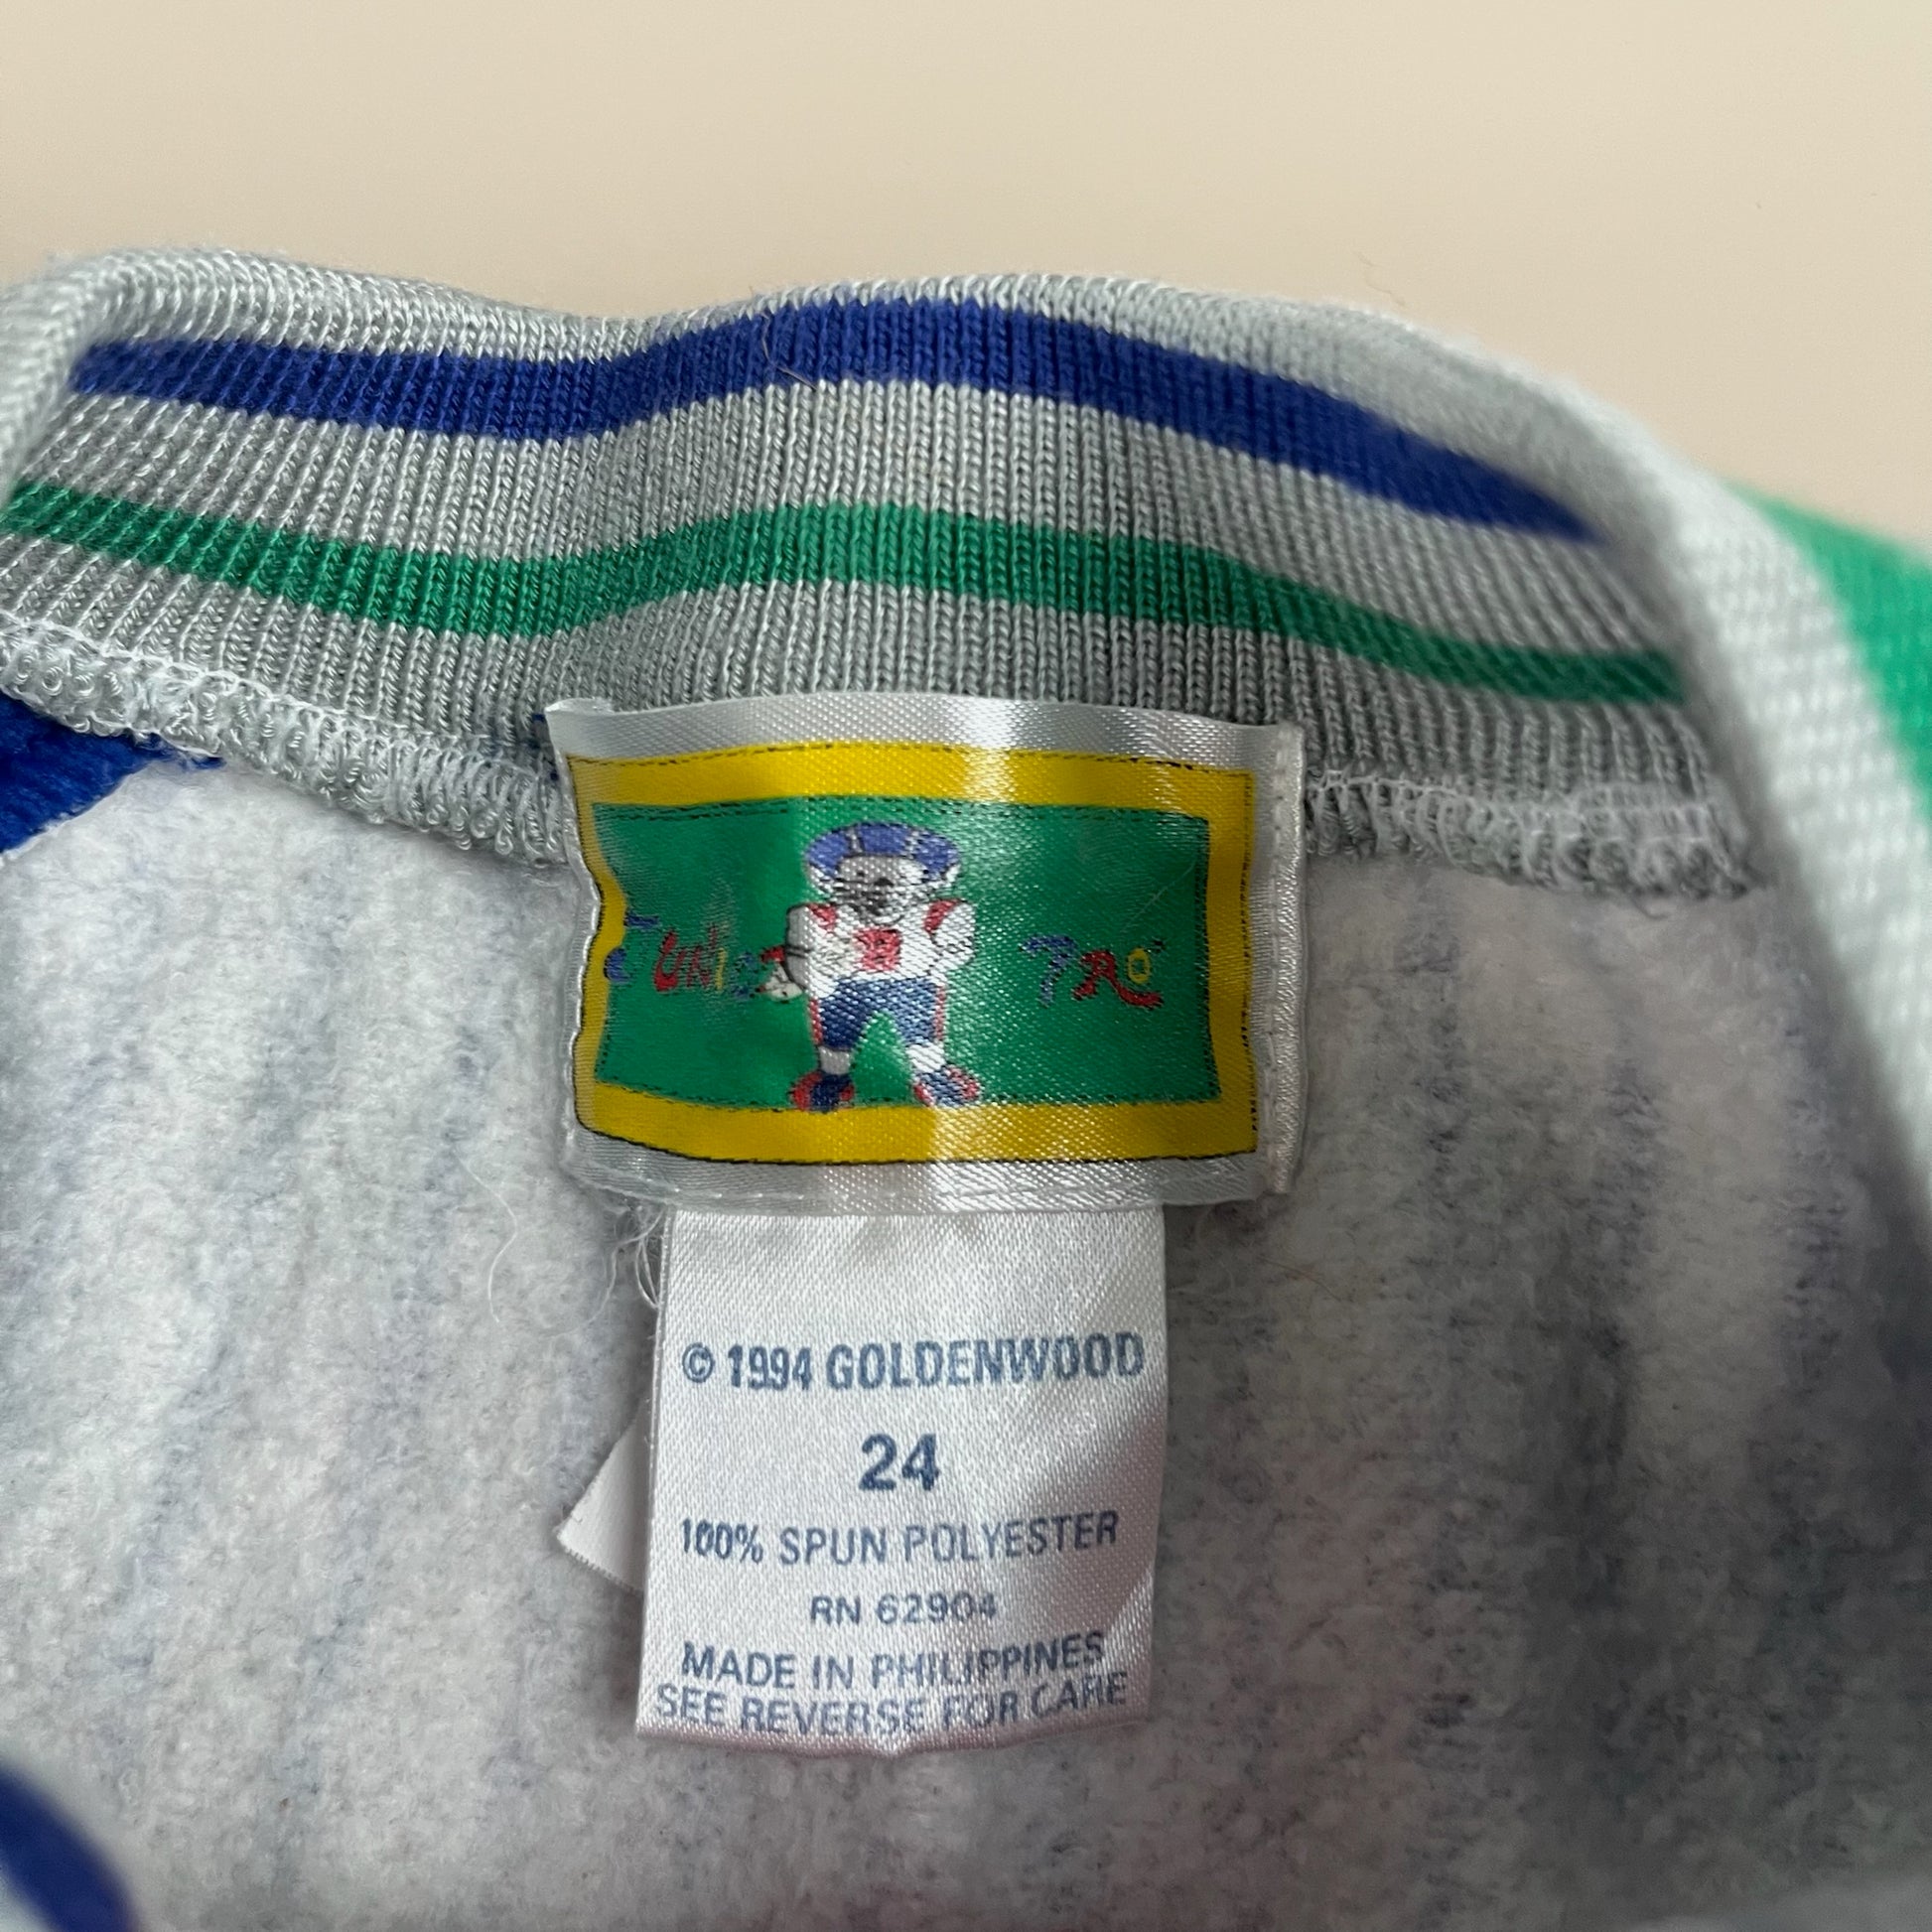 JUNIOR PRO
© 1994 GOLDENWOOD
24
100% SPUN POLYESTER
RN 62904
MADE IN PHILIPPINES
SEE REVERSE FOR CARE